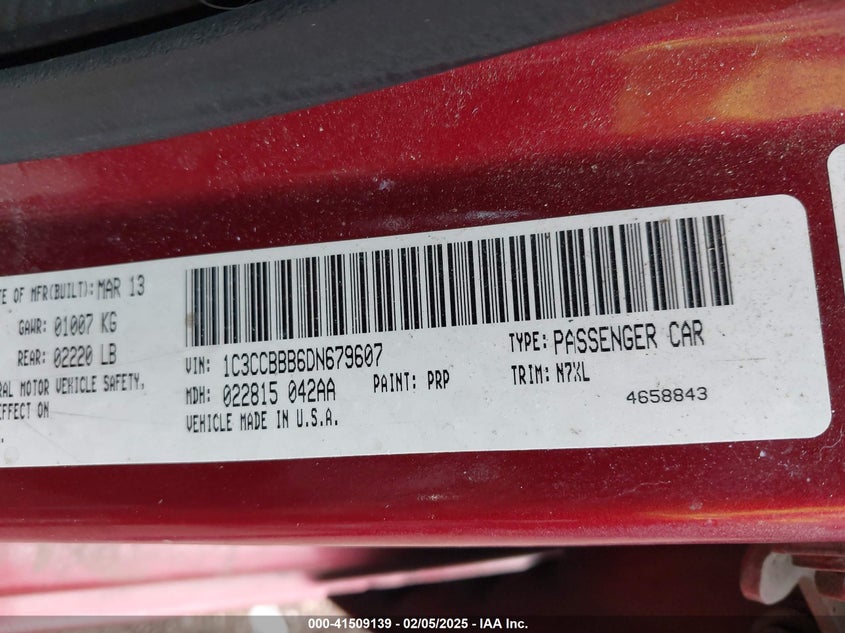 TE OF MFR(BUILT): MAR 13
GAWR: 01007 KG
REAR: 02220 LB
RAL MOTOR VEHICLE SAFETY,
EFFECT ON
VIN: 1C3CCBBB6DN679607
MDH: 022815 042AA
PAINT: PRP
VEHICLE MADE IN U.S.A.
TYPE: PASSENGER CAR
TRIM: N7XL
4658843
000-41509139 - 02/05/2025 - IAA Inc.